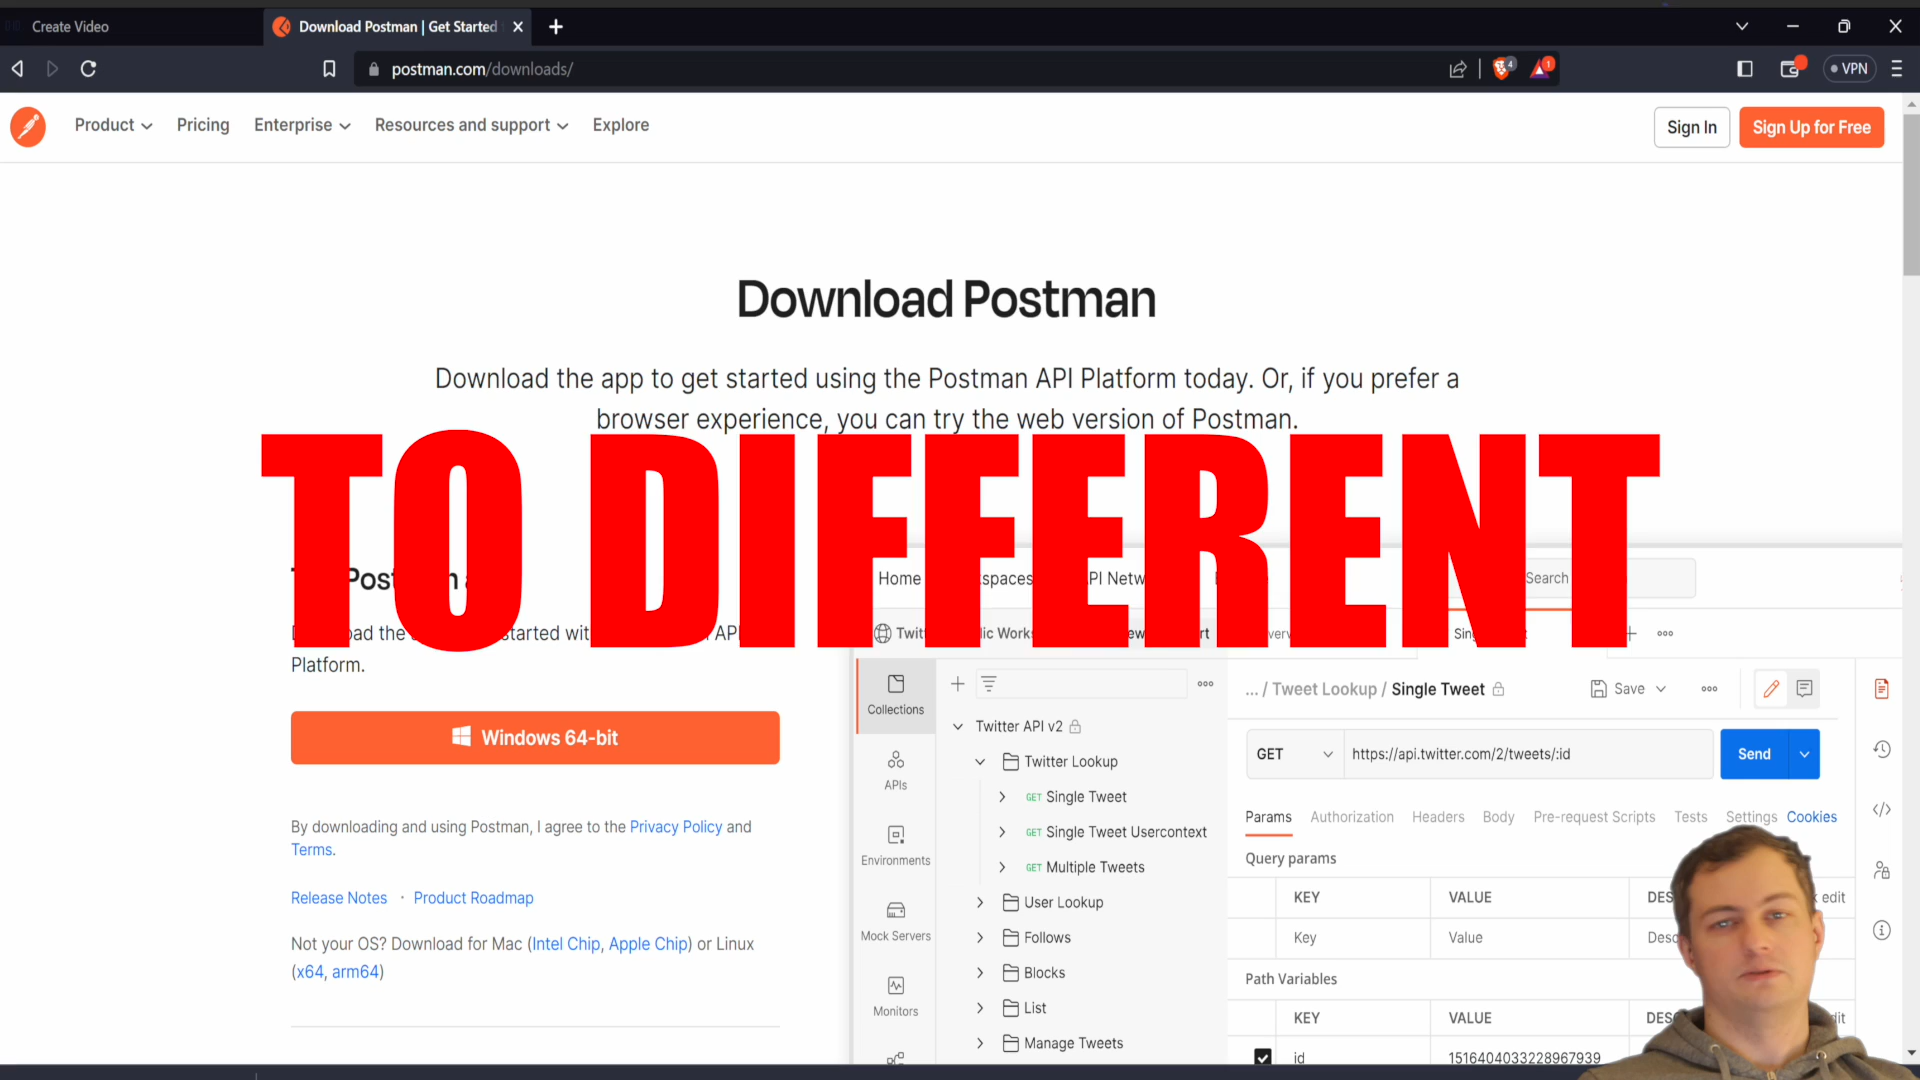 Create Video
Download Postman | Get Started
postman.com/downloads/
4
1
VPN
Product
Pricing
Enterprise
Resources and support
Explore
Sign In
Sign Up for Free
Download Postman
Download the app to get started using the Postman API Platform today. Or, if you prefer a
browser experience, you can try the web version of Postman.
TO DIFFERENT
Platform.
Windows 64-bit
By downloading and using Postman, I agree to the Privacy Policy and
Terms.
Release Notes · Product Roadmap
Not your OS? Download for Mac (Intel Chip, Apple Chip) or Linux
(x64, arm64)
Home
Search
Collections
APIs
Environments
Mock Servers
Monitors
Twitter API v2
Twitter Lookup
GET Single Tweet
GET Single Tweet Usercontext
GET Multiple Tweets
User Lookup
Follows
Blocks
List
Manage Tweets
... / Tweet Lookup / Single Tweet
Save
GET
https://api.twitter.com/2/tweets/:id
Send
Params Authorization Headers Body Pre-request Scripts Tests Settings Cookies
Query params
KEY VALUE
edit
Key Value
Path Variables
KEY VALUE
id 1516404033228967939